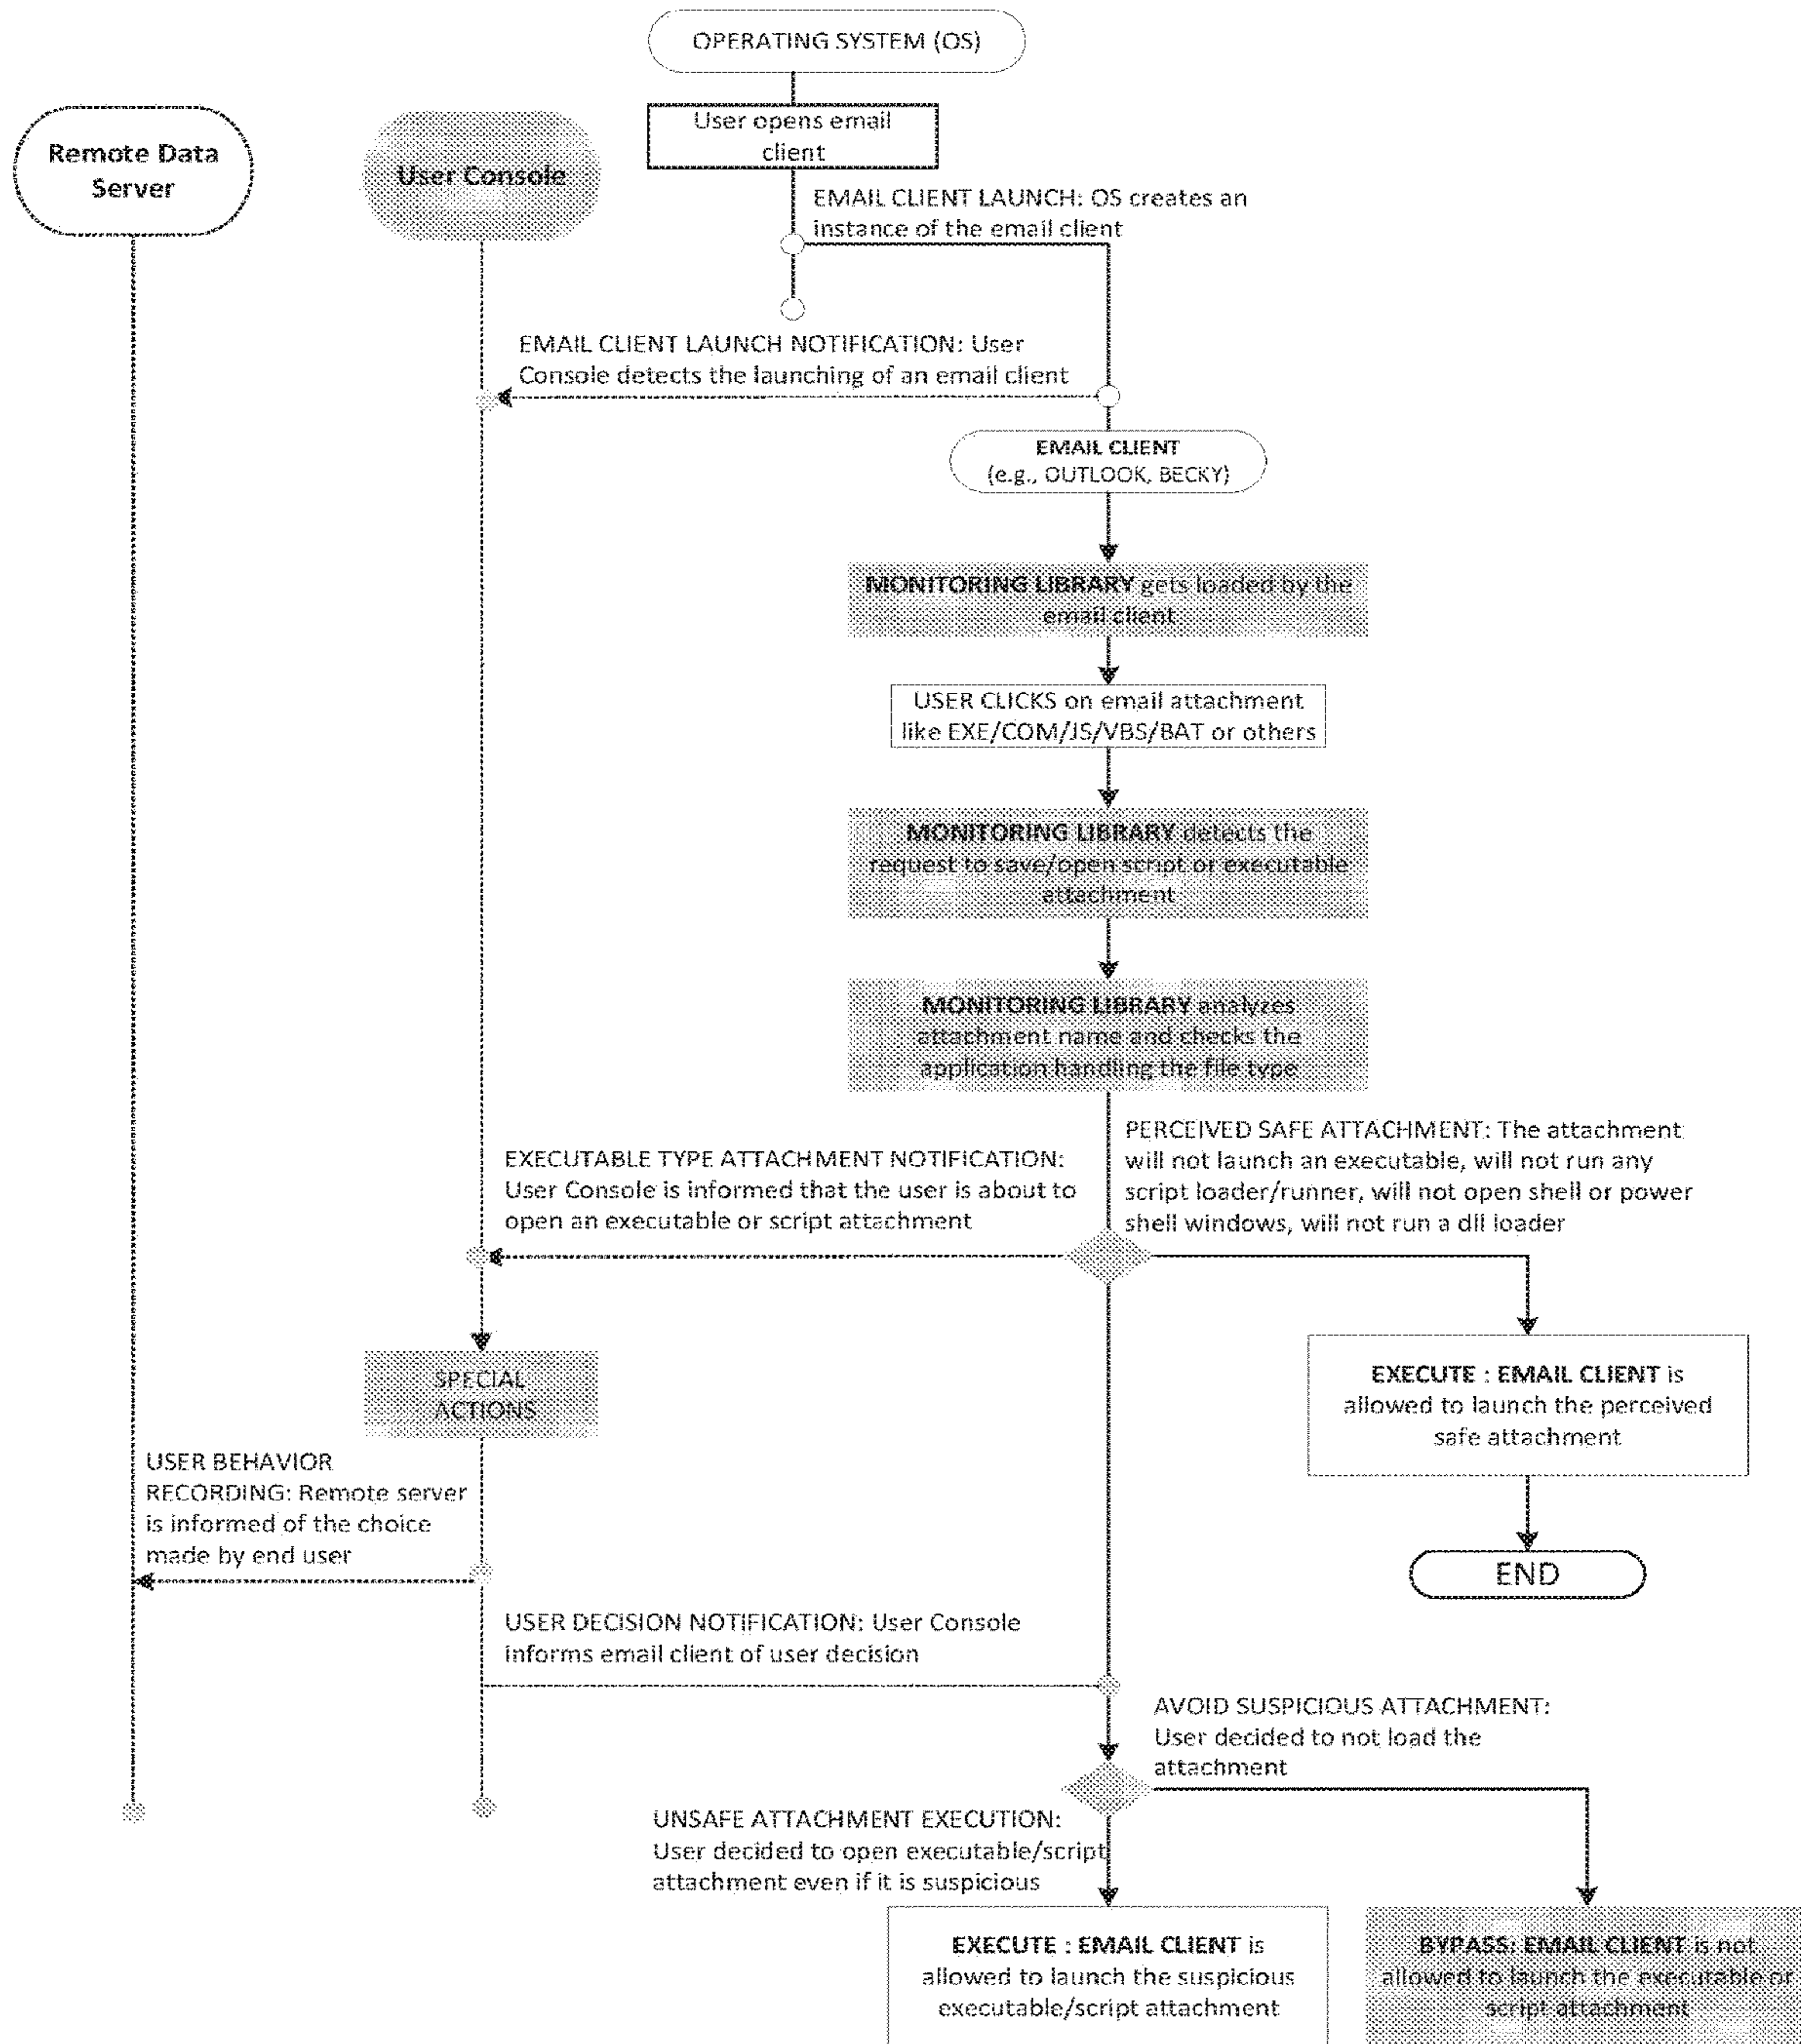 OPERATING SYSTEM (OS)
User opens email
client
Remote Data
Server
User Console
EMAIL CLIENT LAUNCH: OS creates an
instance of the email client
EMAIL CLIENT LAUNCH NOTIFICATION: User
Console detects the launching of an email client
EMAIL CLIENT
(e.g., OUTLOOK, BECKY)
MONITORING LIBRARY gets loaded by the
email client
USER CLICKS on email attachment
like EXE/COM/JS/VBS/BAT or others
MONITORING LIBRARY detects the
request to save/open script or executable
attachment
MONITORING LIBRARY analyzes
attachment name and checks the
application handling the file type
PERCEIVED SAFE ATTACHMENT: The attachment
will not launch an executable, will not run any
script loader/runner, will not open shell or power
shell windows, will not run a dll loader
EXECUTABLE TYPE ATTACHMENT NOTIFICATION:
User Console is informed that the user is about to
open an executable or script attachment
SPECIAL
ACTIONS
EXECUTE : EMAIL CLIENT is
allowed to launch the perceived
safe attachment
END
USER BEHAVIOR
RECORDING: Remote server
is informed of the choice
made by end user
USER DECISION NOTIFICATION: User Console
informs email client of user decision
AVOID SUSPICIOUS ATTACHMENT:
User decided to not load the
attachment
UNSAFE ATTACHMENT EXECUTION:
User decided to open executable/script
attachment even if it is suspicious
EXECUTE : EMAIL CLIENT is
allowed to launch the suspicious
executable/script attachment
BYPASS: EMAIL CLIENT is not
allowed to launch the executable or
script attachment